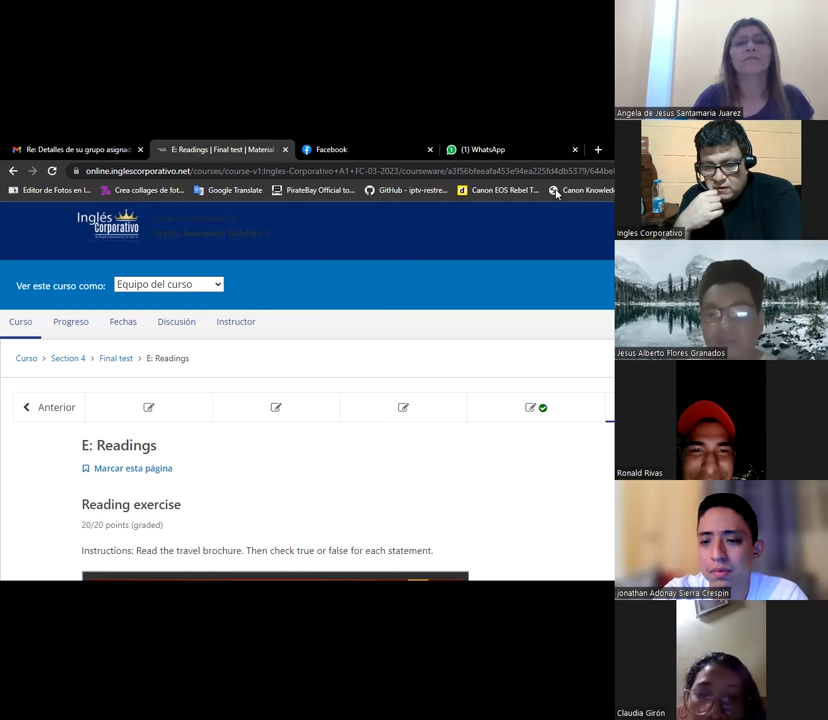 Re: Detalles de su grupo asignad
E: Readings | Final test | Material
Facebook
(1) WhatsApp
online.inglescorporativo.net/courses/course-v1:Ingles-Corporativo+A1+FC-03-2023/courseware/a3f56bfeeafa453e94ea225fd4db5379/644be
Editor de Fotos en l...
Crea collages de fot...
Google Translate
PirateBay Official to...
GitHub - iptv-restre...
Canon EOS Rebel T...
Canon Knowled
Inglés
Corporativo
Inglés Avanzado Módulo 1
Ver este curso como:
Equipo del curso
Curso
Progreso
Fechas
Discusión
Instructor
Curso > Section 4 > Final test > E: Readings
Anterior
E: Readings
Marcar esta página
Reading exercise
20/20 points (graded)
Instructions: Read the travel brochure. Then check true or false for each statement.
Angela de Jesus Santamaria Juarez
Ingles Corporativo
Jesus Alberto Flores Granados
Ronald Rivas
jonathan Adonay Sierra Crespin
Claudia Girón